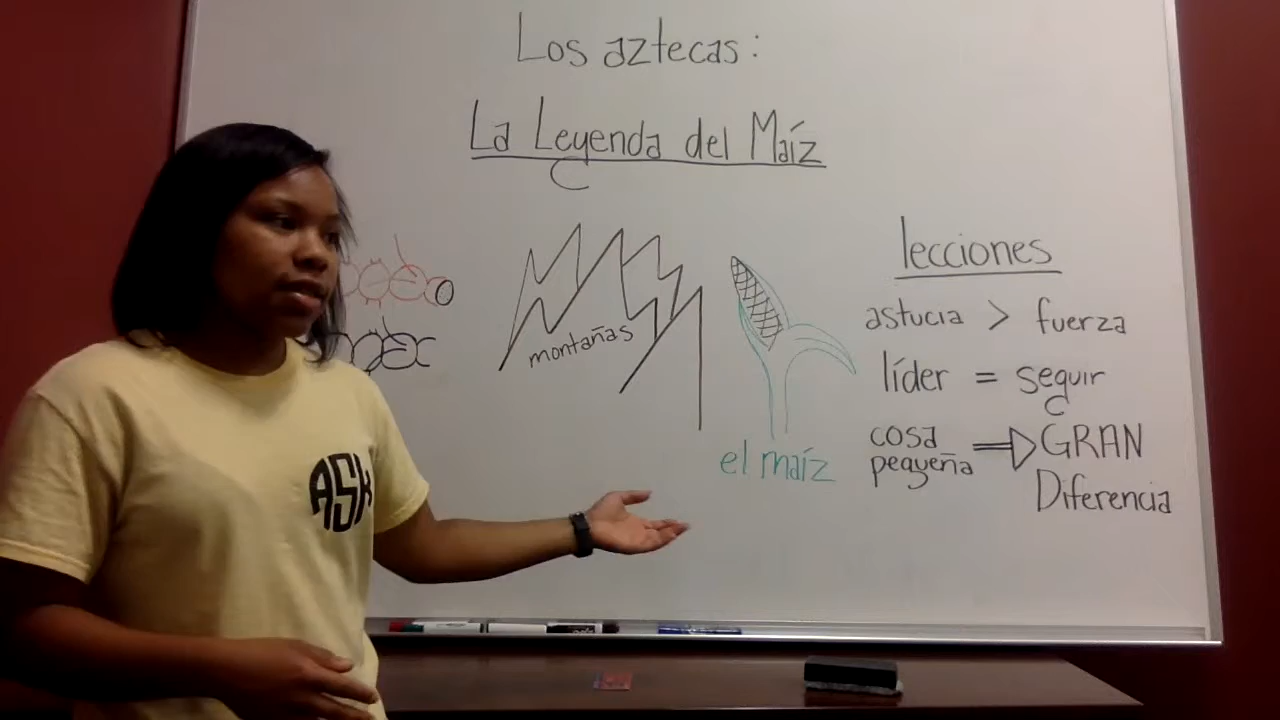 Los aztecas:
La Leyenda del Maíz
montañas
el maíz
lecciones
astucia > fuerza
líder = seguir
cosa pequeña ⇒ GRAN Diferencia
ASK